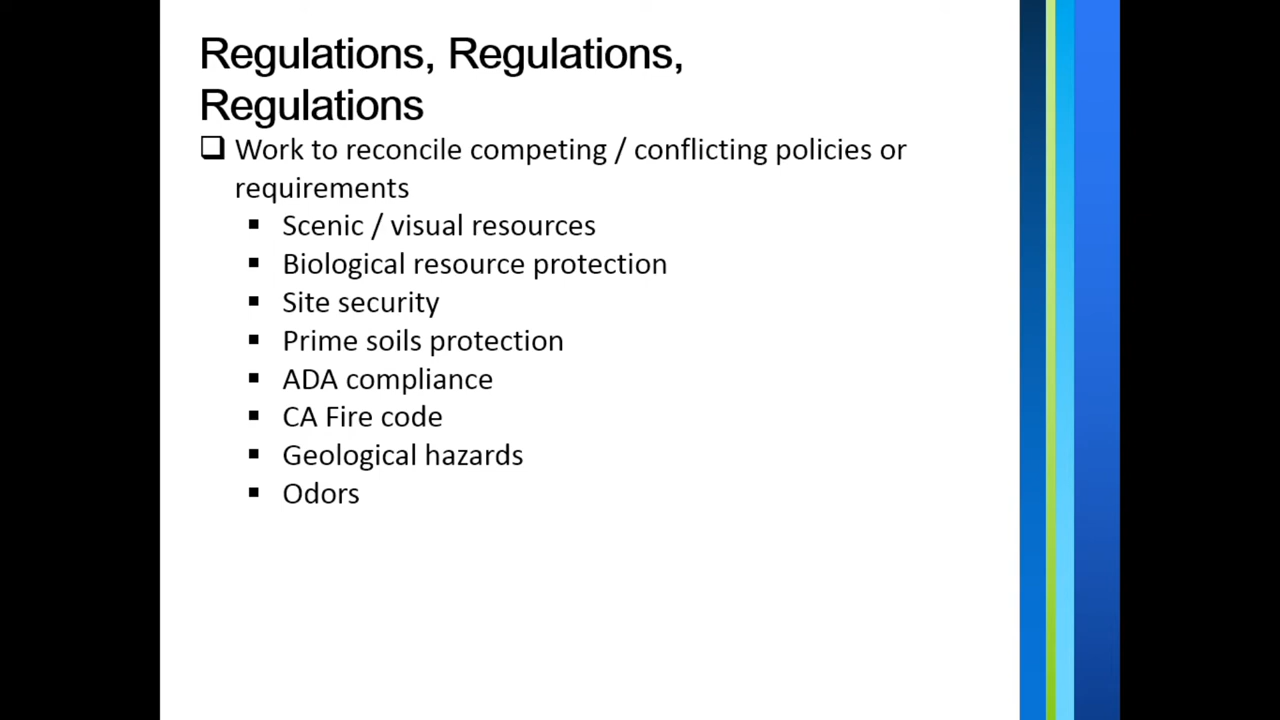 Regulations, Regulations,
Regulations
❑ Work to reconcile competing / conflicting policies or
requirements
▪ Scenic / visual resources
▪ Biological resource protection
▪ Site security
▪ Prime soils protection
▪ ADA compliance
▪ CA Fire code
▪ Geological hazards
▪ Odors